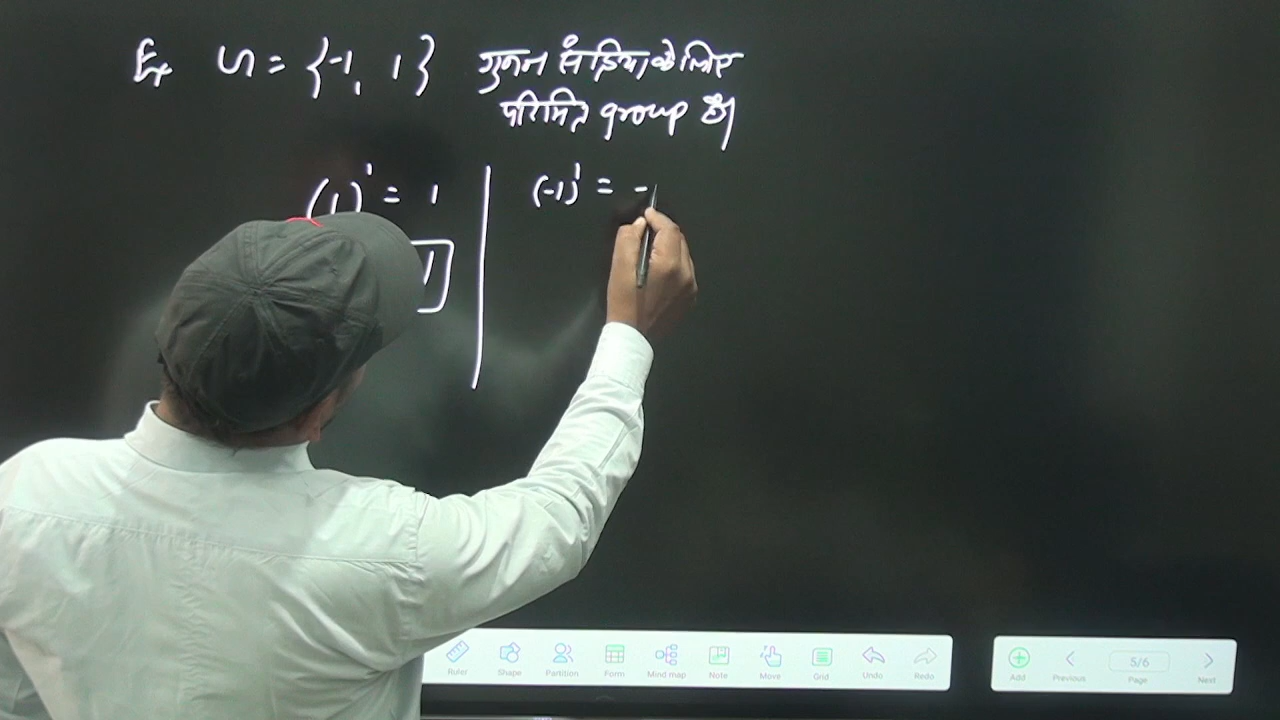 Ex G = {-1, 1} गुणन संक्रिया के लिए
परिमित group है।
(1)¹ = 1
(-1)¹ = -
1
Ruler Shape Partition Form Mind map Note Move Grid Undo Redo
Add Previous 5/6 Page Next